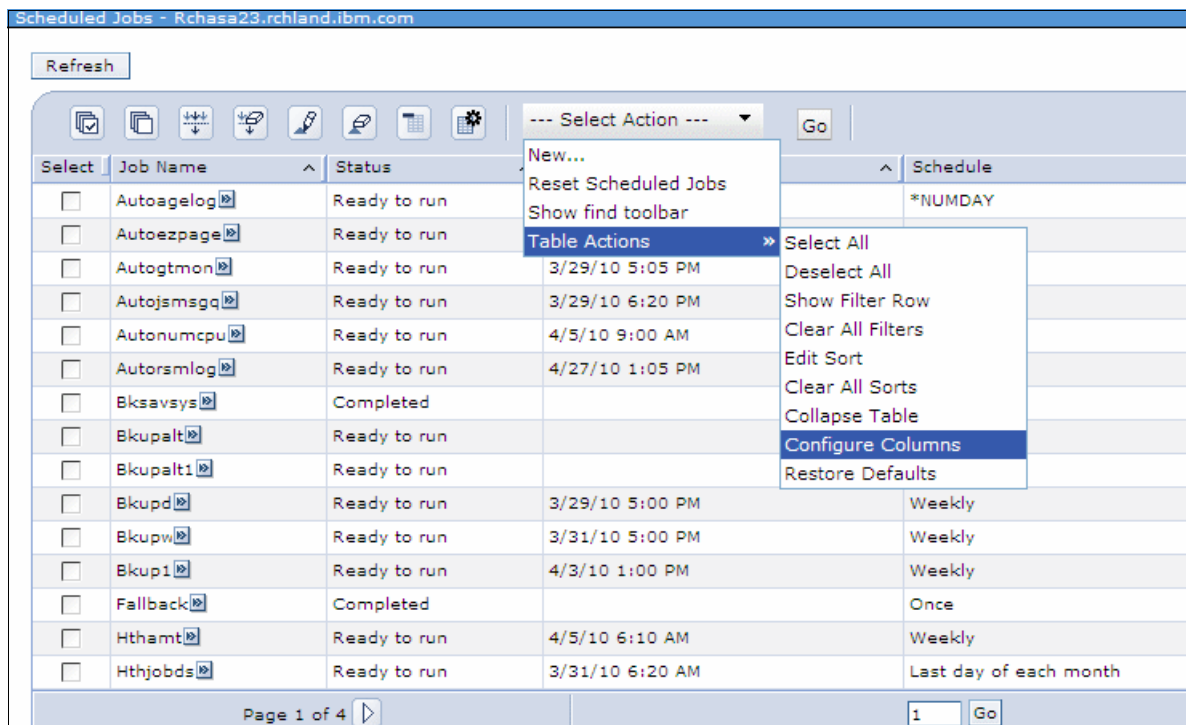 Scheduled Jobs - Rchasa23.rchland.ibm.com
Refresh
--- Select Action --- Go
New...
Reset Scheduled Jobs
Show find toolbar
Table Actions »
Select All
Deselect All
Show Filter Row
Clear All Filters
Edit Sort
Clear All Sorts
Collapse Table
Configure Columns
Restore Defaults
Select Job Name Status Schedule
Autoagelog Ready to run *NUMDAY
Autoezpage Ready to run
Autogtmon Ready to run 3/29/10 5:05 PM
Autojsmsgq Ready to run 3/29/10 6:20 PM
Autonumcpu Ready to run 4/5/10 9:00 AM
Autorsmlog Ready to run 4/27/10 1:05 PM
Bksavsys Completed
Bkupalt Ready to run
Bkupalt1 Ready to run
Bkupd Ready to run 3/29/10 5:00 PM Weekly
Bkupw Ready to run 3/31/10 5:00 PM Weekly
Bkup1 Ready to run 4/3/10 1:00 PM Weekly
Fallback Completed Once
Hthamt Ready to run 4/5/10 6:10 AM Weekly
Hthjobds Ready to run 3/31/10 6:20 AM Last day of each month
Page 1 of 4 1 Go